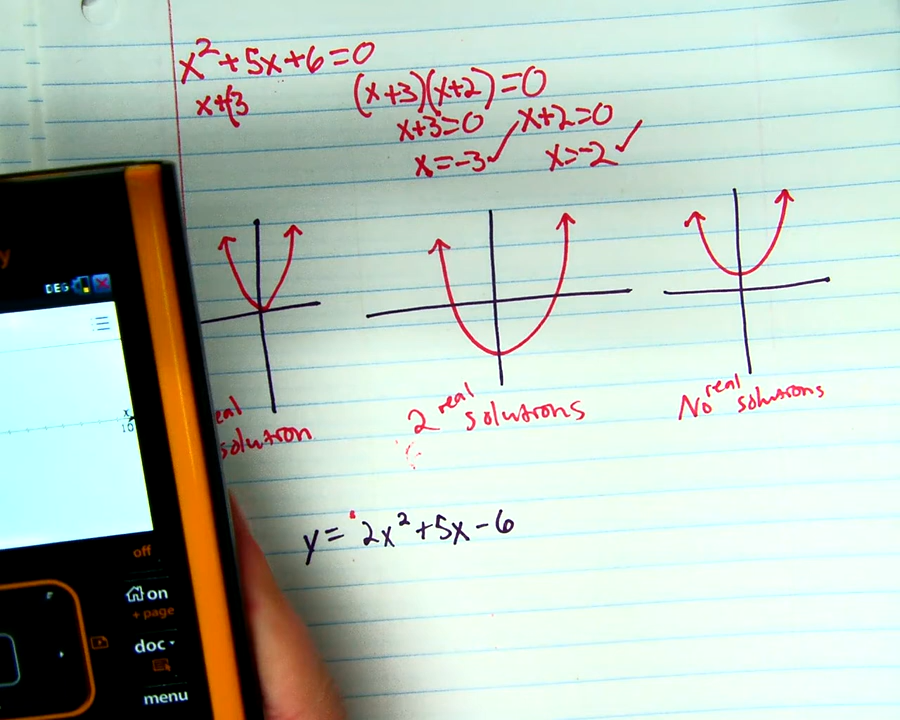 x² + 5x + 6 = 0
(x+3)(x+2) = 0
x+3
x+3=0 x+2=0
x=-3 ✓ x=-2 ✓
DEG
x
10
real
solution
2 real solutions
No real solutions
y = 2x² + 5x - 6
off
on
+ page
doc
menu